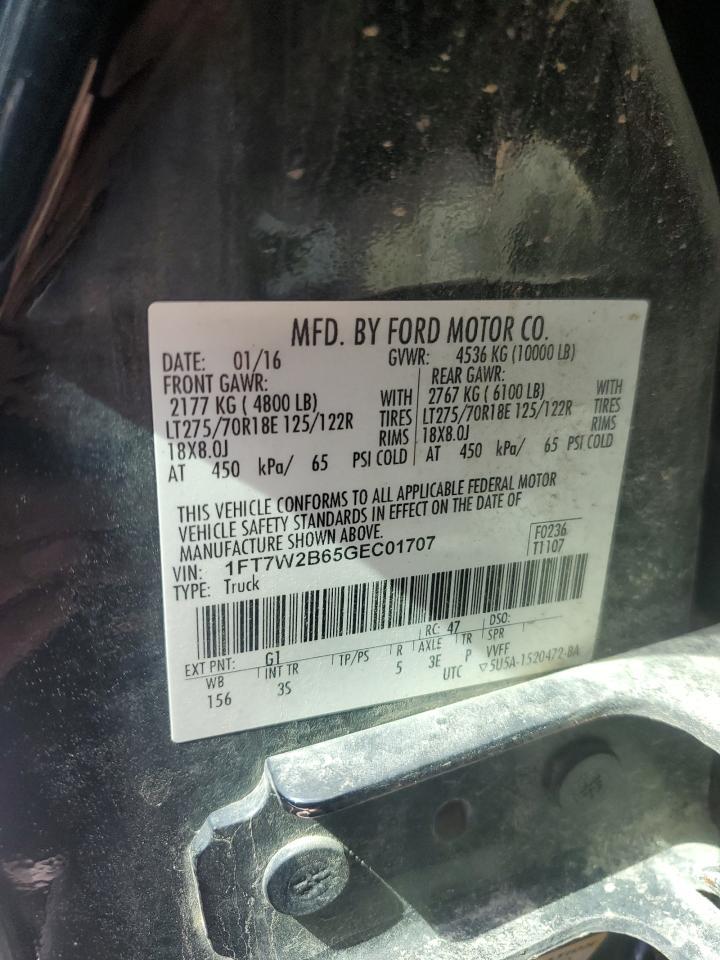 MFD. BY FORD MOTOR CO.
DATE: 01/16 GVWR: 4536 KG (10000 LB)
FRONT GAWR: REAR GAWR:
2177 KG ( 4800 LB) WITH 2767 KG ( 6100 LB) WITH
LT275/70R18E 125/122R TIRES LT275/70R18E 125/122R TIRES
18X8.0J RIMS 18X8.0J RIMS
AT 450 kPa/ 65 PSI COLD AT 450 kPa/ 65 PSI COLD
THIS VEHICLE CONFORMS TO ALL APPLICABLE FEDERAL MOTOR
VEHICLE SAFETY STANDARDS IN EFFECT ON THE DATE OF
MANUFACTURE SHOWN ABOVE.
VIN: 1FT7W2B65GEC01707 F0236
TYPE: Truck T1107
EXT PNT: G1 RC: 47 DSO:
WB INT TR TP/PS R AXLE TR SPR
156 3S 5 3E P VVFF
UTC ▽5U5A-1520472-BA